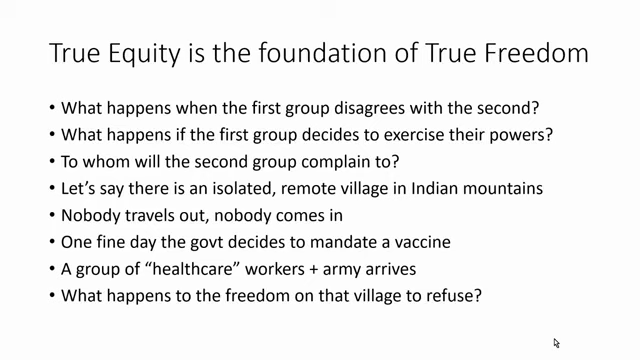 True Equity is the foundation of True Freedom
• What happens when the first group disagrees with the second?
• What happens if the first group decides to exercise their powers?
• To whom will the second group complain to?
• Let's say there is an isolated, remote village in Indian mountains
• Nobody travels out, nobody comes in
• One fine day the govt decides to mandate a vaccine
• A group of “healthcare” workers + army arrives
• What happens to the freedom on that village to refuse?